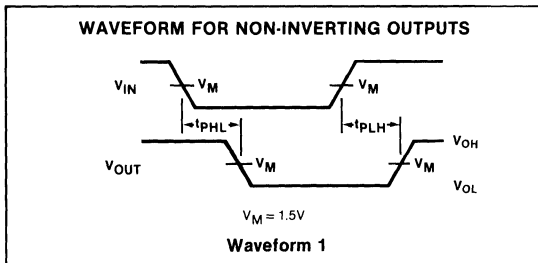 WAVEFORM FOR NON-INVERTING OUTPUTS
VIN
VM
VM
tPHL
tPLH
VOH
VOUT
VM
VM
VOL
VM = 1.5V
Waveform 1